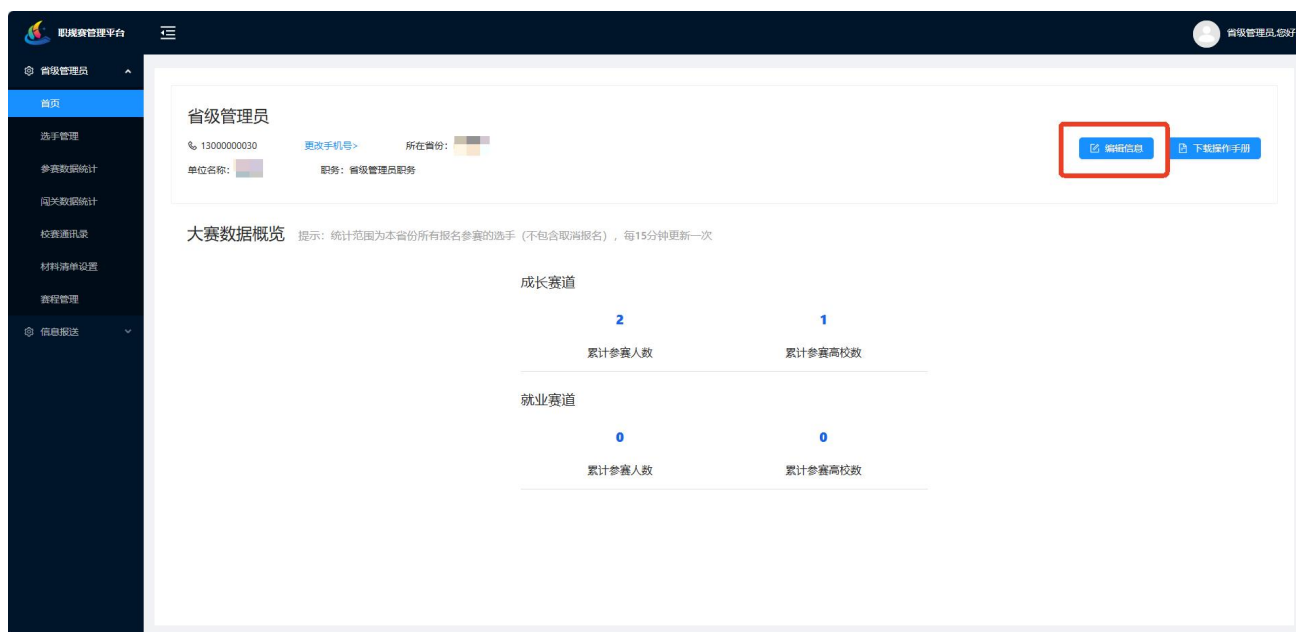 职规赛管理平台
省级管理员,您好
省级管理员
首页
选手管理
参赛数据统计
闯关数据统计
校赛通讯录
材料清单设置
赛程管理
信息报送
省级管理员
13000000030 更改手机号> 所在省份：
单位名称： 职务：省级管理员职务
编辑信息 下载操作手册
大赛数据概览 提示：统计范围为本省份所有报名参赛的选手（不包含取消报名），每15分钟更新一次
成长赛道
2 1
累计参赛人数 累计参赛高校数
就业赛道
0 0
累计参赛人数 累计参赛高校数